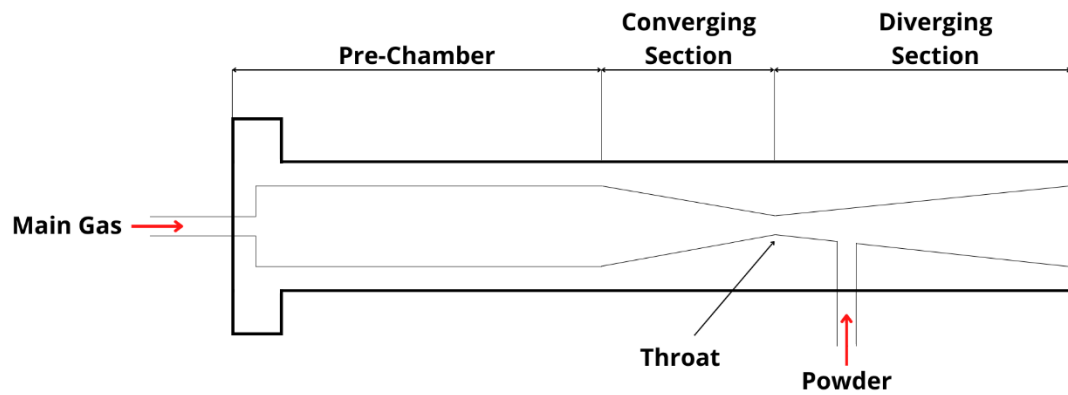 Pre-Chamber
Converging
Section
Diverging
Section
Main Gas
Throat
Powder